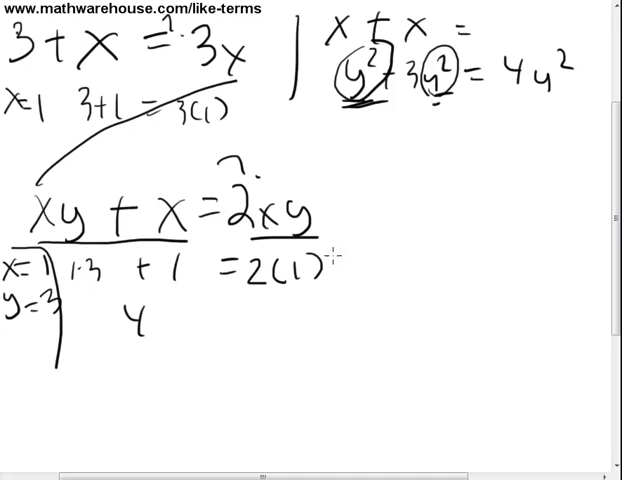 www.mathwarehouse.com/like-terms
3 + x =? 3x
x=1 3+1 = 3(1)
x + x =
y² + 3y² = 4y²
xy + x =? 2xy
x=1 1·3 + 1 = 2(1)
y=3
4